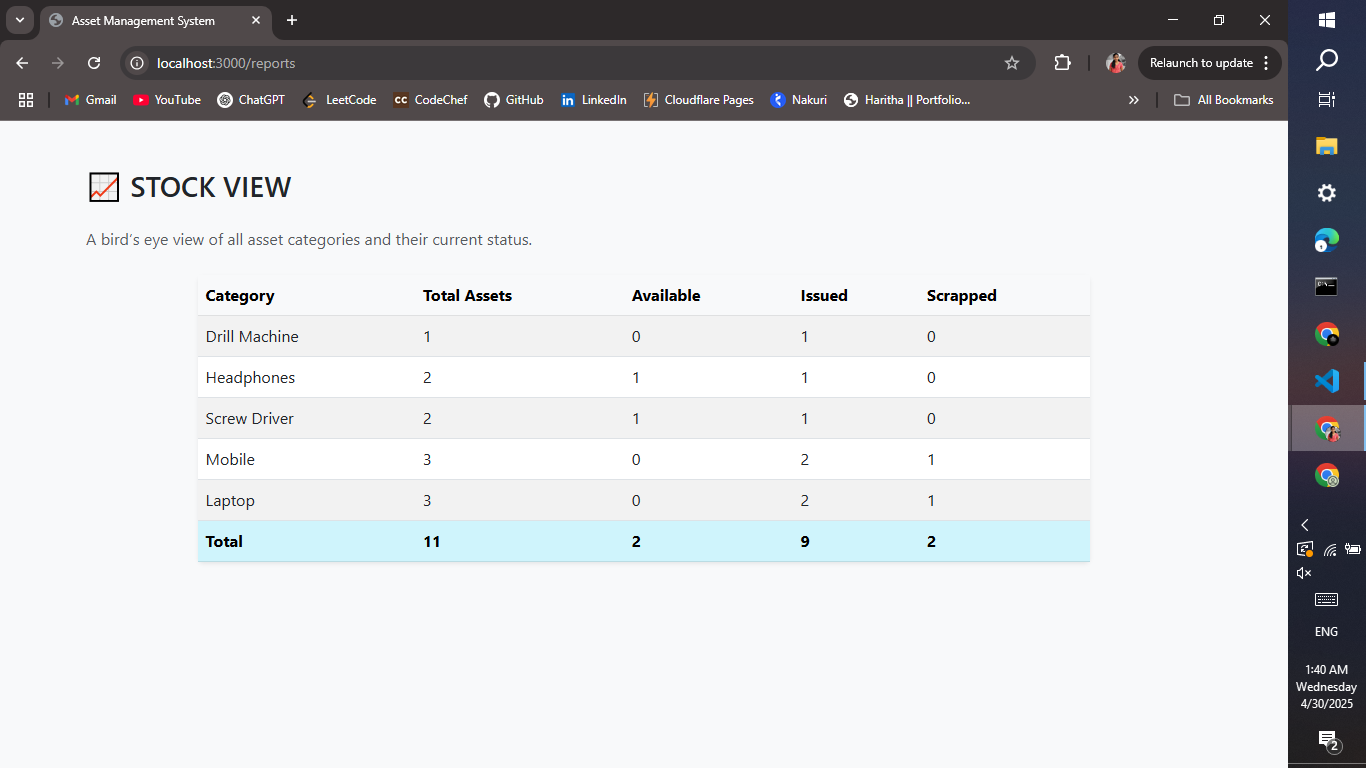 Asset Management System
localhost:3000/reports
Relaunch to update
Gmail YouTube ChatGPT LeetCode CodeChef GitHub LinkedIn Cloudflare Pages Nakuri Haritha || Portfolio... All Bookmarks
STOCK VIEW
A bird's eye view of all asset categories and their current status.
Category Total Assets Available Issued Scrapped
Drill Machine 1 0 1 0
Headphones 2 1 1 0
Screw Driver 2 1 1 0
Mobile 3 0 2 1
Laptop 3 0 2 1
Total 11 2 9 2
ENG
1:40 AM
Wednesday
4/30/2025
2